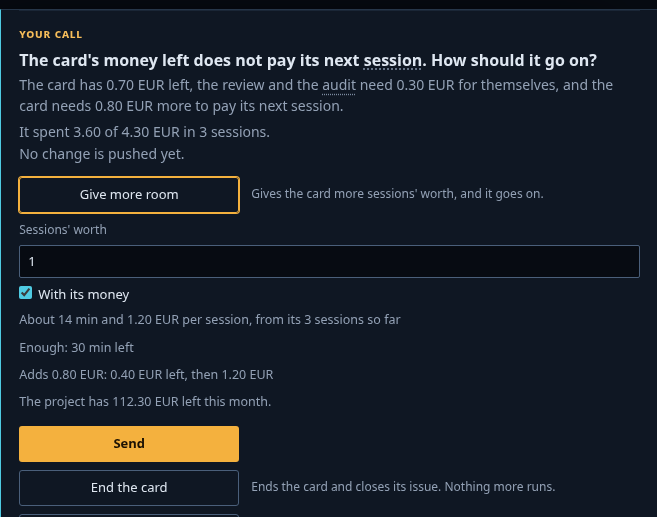 YOUR CALL
The card's money left does not pay its next session. How should it go on?
The card has 0.70 EUR left, the review and the audit need 0.30 EUR for themselves, and the
card needs 0.80 EUR more to pay its next session.
It spent 3.60 of 4.30 EUR in 3 sessions.
No change is pushed yet.
Give more room
Gives the card more sessions' worth, and it goes on.
Sessions' worth
1
With its money
About 14 min and 1.20 EUR per session, from its 3 sessions so far
Enough: 30 min left
Adds 0.80 EUR: 0.40 EUR left, then 1.20 EUR
The project has 112.30 EUR left this month.
Send
End the card
Ends the card and closes its issue. Nothing more runs.